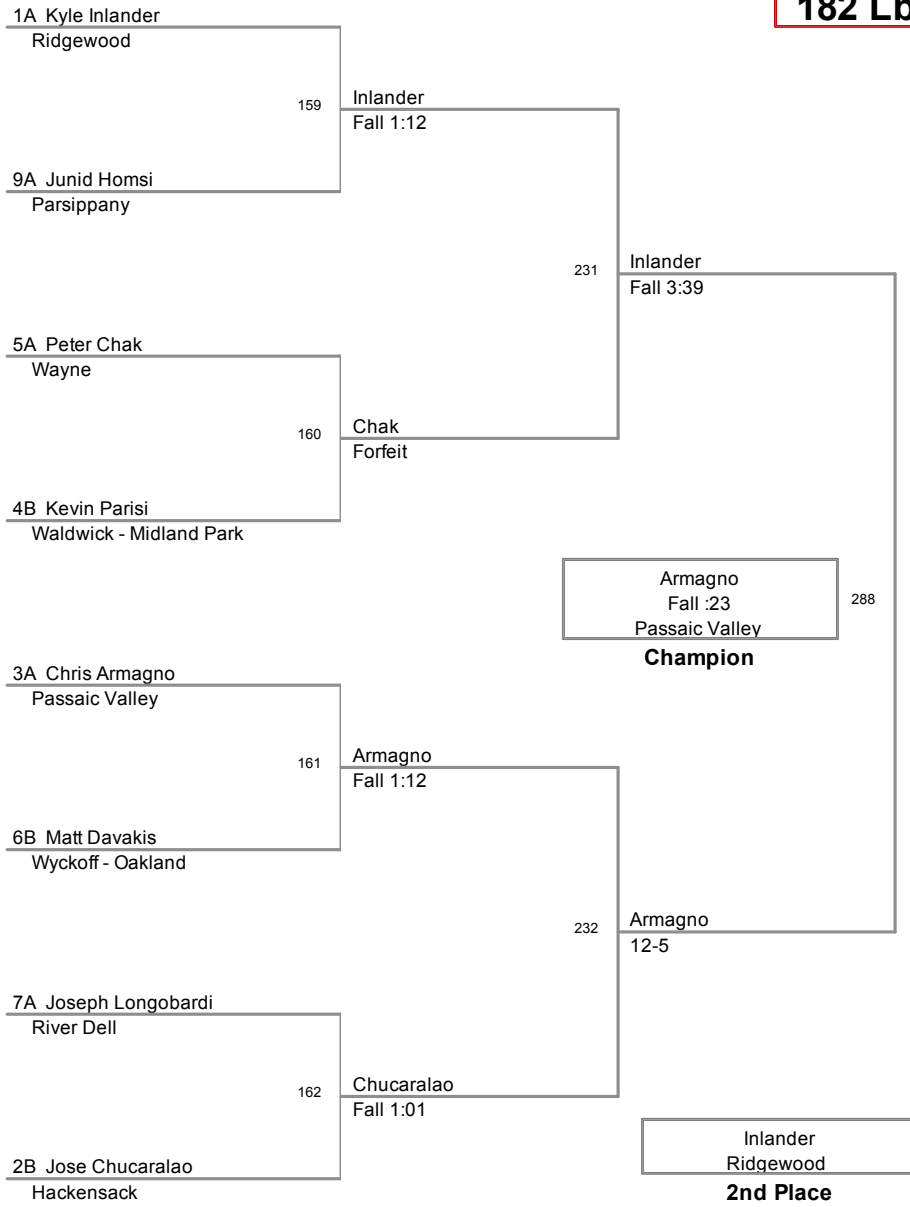 182 Lb
1A Kyle Inlander
Ridgewood
159
Inlander
Fall 1:12
9A Junid Homsi
Parsippany
231
Inlander
Fall 3:39
5A Peter Chak
Wayne
160
Chak
Forfeit
4B Kevin Parisi
Waldwick - Midland Park
Armagno
Fall :23
Passaic Valley
288
Champion
3A Chris Armagno
Passaic Valley
161
Armagno
Fall 1:12
6B Matt Davakis
Wyckoff - Oakland
232
Armagno
12-5
7A Joseph Longobardi
River Dell
162
Chucaralao
Fall 1:01
2B Jose Chucaralao
Hackensack
Inlander
Ridgewood
2nd Place